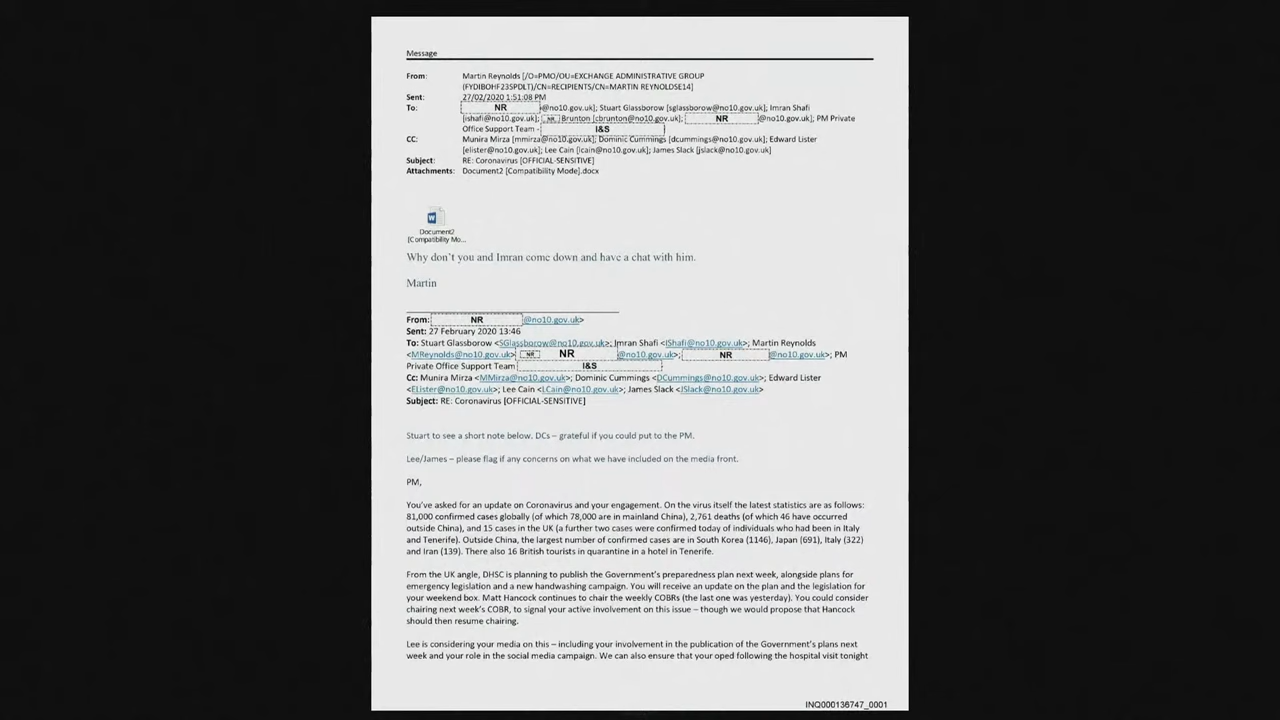 Message
From: Martin Reynolds [/O=PMO/OU=EXCHANGE ADMINISTRATIVE GROUP
(FYDIBOHF23SPDLT)/CN=RECIPIENTS/CN=MARTIN REYNOLDSE14]
Sent: 27/02/2020 1:51:08 PM
To: NR @no10.gov.uk]; Stuart Glassborow [sglassborow@no10.gov.uk]; Imran Shafi
[ishafi@no10.gov.uk]; NR Brunton [cbrunton@no10.gov.uk]; NR @no10.gov.uk]; PM Private
Office Support Team - I&S
CC: Munira Mirza [mmirza@no10.gov.uk]; Dominic Cummings [dcummings@no10.gov.uk]; Edward Lister
[elister@no10.gov.uk]; Lee Cain [lcain@no10.gov.uk]; James Slack [jslack@no10.gov.uk]
Subject: RE: Coronavirus [OFFICIAL-SENSITIVE]
Attachments: Document2 [Compatibility Mode].docx
Document2
[Compatibility Mo...
Why don't you and Imran come down and have a chat with him.
Martin
From: NR @no10.gov.uk>
Sent: 27 February 2020 13:46
To: Stuart Glassborow <SGlassborow@no10.gov.uk>; Imran Shafi <IShafi@no10.gov.uk>; Martin Reynolds
<MReynolds@no10.gov.uk> NR NR @no10.gov.uk>; NR @no10.gov.uk>; PM
Private Office Support Team I&S
Cc: Munira Mirza <MMirza@no10.gov.uk>; Dominic Cummings <DCummings@no10.gov.uk>; Edward Lister
<ELister@no10.gov.uk>; Lee Cain <LCain@no10.gov.uk>; James Slack <JSlack@no10.gov.uk>
Subject: RE: Coronavirus [OFFICIAL-SENSITIVE]
Stuart to see a short note below. DCs – grateful if you could put to the PM.
Lee/James – please flag if any concerns on what we have included on the media front.
PM,
You've asked for an update on Coronavirus and your engagement. On the virus itself the latest statistics are as follows:
81,000 confirmed cases globally (of which 78,000 are in mainland China), 2,761 deaths (of which 46 have occurred
outside China), and 15 cases in the UK (a further two cases were confirmed today of individuals who had been in Italy
and Tenerife). Outside China, the largest number of confirmed cases are in South Korea (1146), Japan (691), Italy (322)
and Iran (139). There also 16 British tourists in quarantine in a hotel in Tenerife.
From the UK angle, DHSC is planning to publish the Government's preparedness plan next week, alongside plans for
emergency legislation and a new handwashing campaign. You will receive an update on the plan and the legislation for
your weekend box. Matt Hancock continues to chair the weekly COBRs (the last one was yesterday). You could consider
chairing next week's COBR, to signal your active involvement on this issue – though we would propose that Hancock
should then resume chairing.
Lee is considering your media on this – including your involvement in the publication of the Government's plans next
week and your role in the social media campaign. We can also ensure that your oped following the hospital visit tonight
INQ000136747_0001